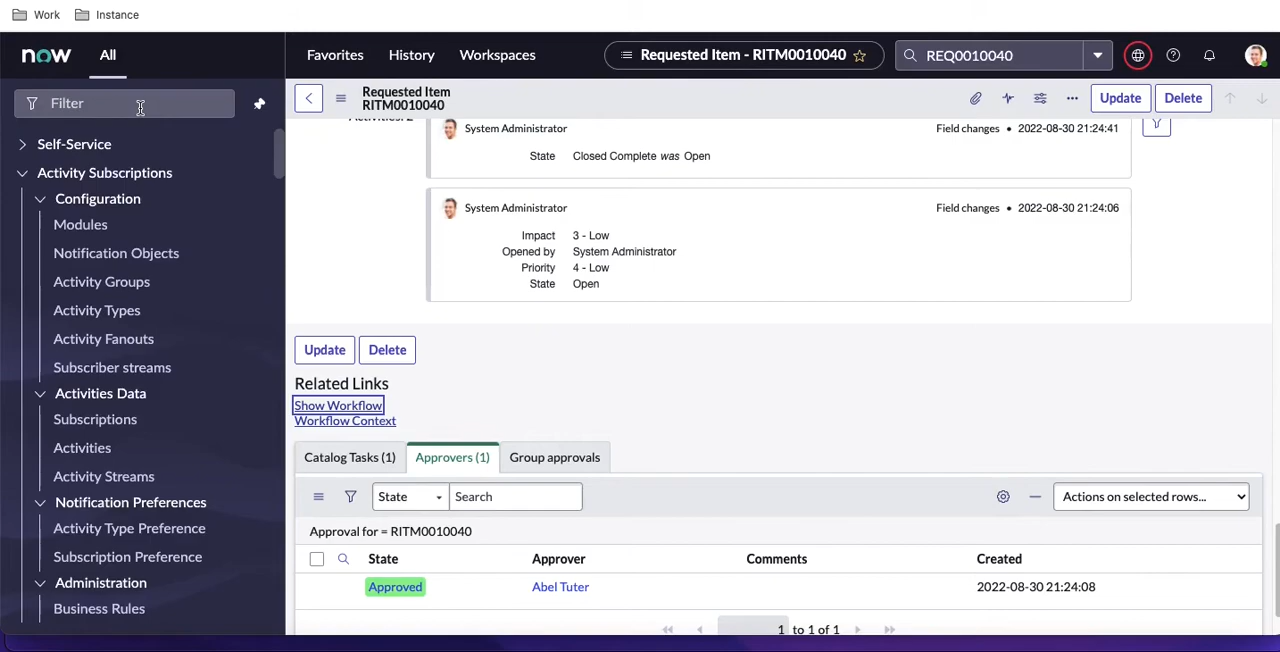 Work Instance
now All Favorites History Workspaces Requested Item - RITM0010040 REQ0010040
Filter
Requested Item
RITM0010040
Update Delete
Self-Service
Activity Subscriptions
Configuration
Modules
Notification Objects
Activity Groups
Activity Types
Activity Fanouts
Subscriber streams
Activities Data
Subscriptions
Activities
Activity Streams
Notification Preferences
Activity Type Preference
Subscription Preference
Administration
Business Rules
Activities: 2
System Administrator Field changes • 2022-08-30 21:24:41
State Closed Complete was Open
System Administrator Field changes • 2022-08-30 21:24:06
Impact 3 - Low
Opened by System Administrator
Priority 4 - Low
State Open
Update Delete
Related Links
Show Workflow
Workflow Context
Catalog Tasks (1) Approvers (1) Group approvals
State Search Actions on selected rows...
Approval for = RITM0010040
State Approver Comments Created
Approved Abel Tuter 2022-08-30 21:24:08
1 to 1 of 1